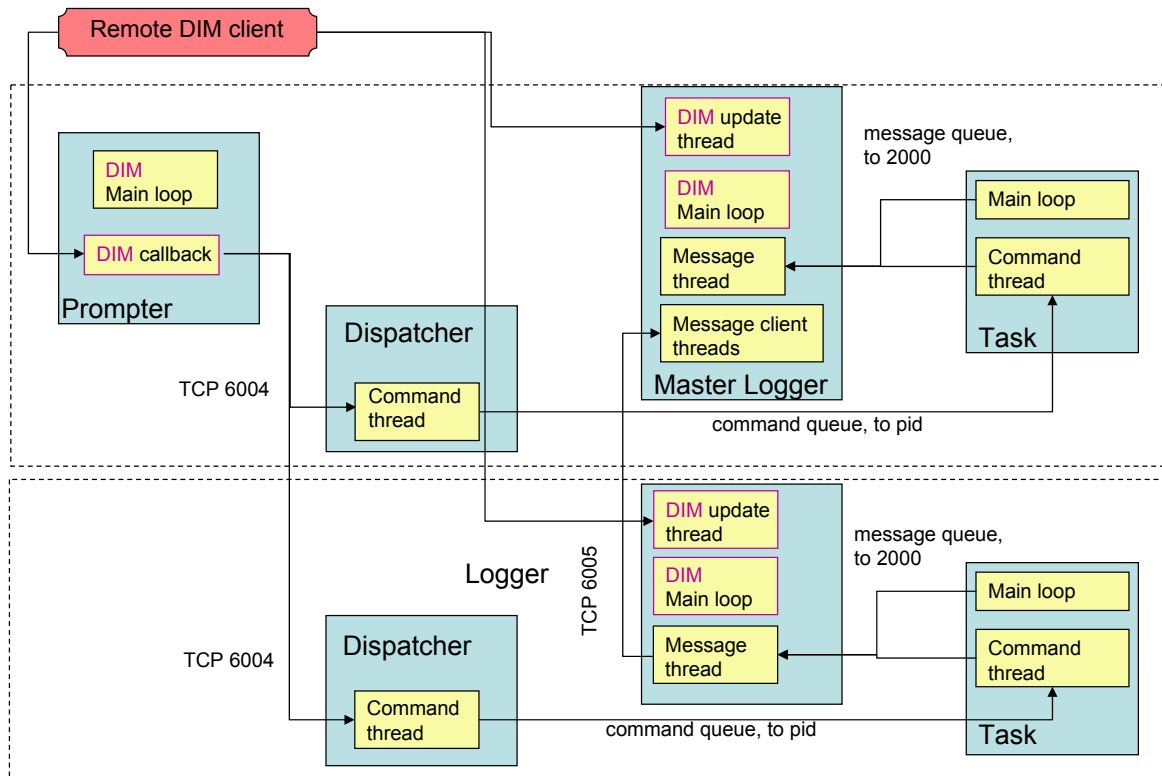 Remote DIM client
DIM
Main loop
DIM callback
Prompter
TCP 6004
Dispatcher
Command
thread
DIM update
thread
DIM
Main loop
Message
thread
Message client
threads
Master Logger
message queue,
to 2000
Main loop
Command
thread
Task
command queue, to pid
TCP 6004
Dispatcher
Command
thread
Logger
TCP 6005
DIM update
thread
DIM
Main loop
Message
thread
message queue,
to 2000
Main loop
Command
thread
Task
command queue, to pid